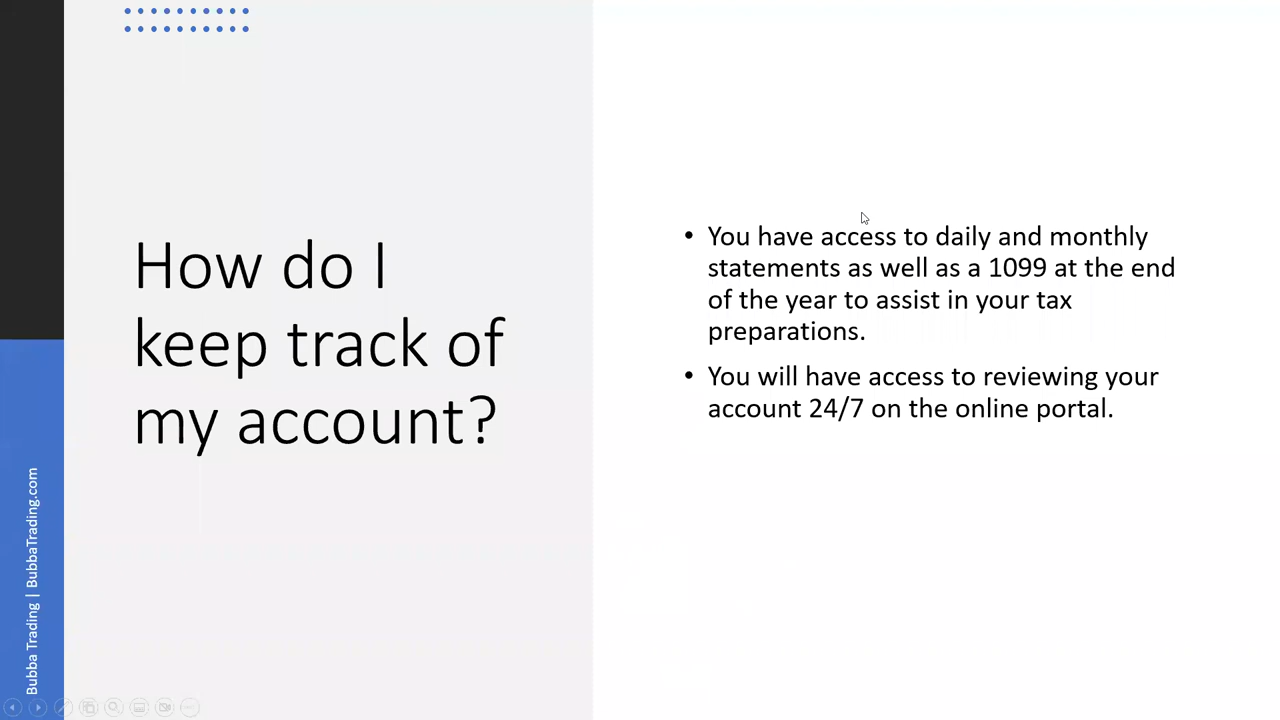 How do I
keep track of
my account?
• You have access to daily and monthly
statements as well as a 1099 at the end
of the year to assist in your tax
preparations.
• You will have access to reviewing your
account 24/7 on the online portal.
Bubba Trading | BubbaTrading.com